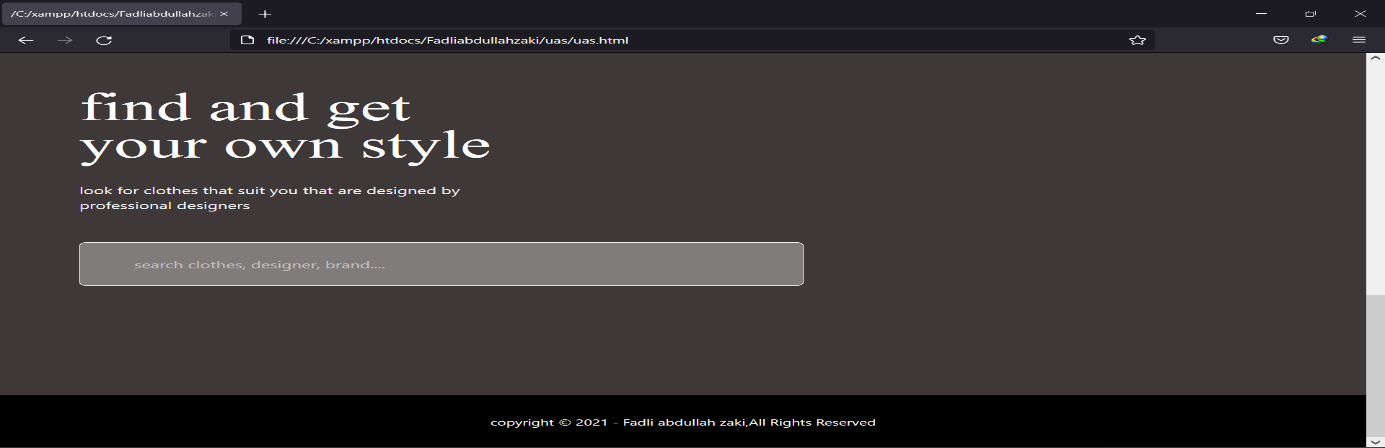 /C:/xampp/htdocs/Fadliabdullahzaki
file:///C:/xampp/htdocs/Fadliabdullahzaki/uas/uas.html
find and get
your own style
look for clothes that suit you that are designed by
professional designers
search clothes, designer, brand....
copyright © 2021 - Fadli abdullah zaki,All Rights Reserved